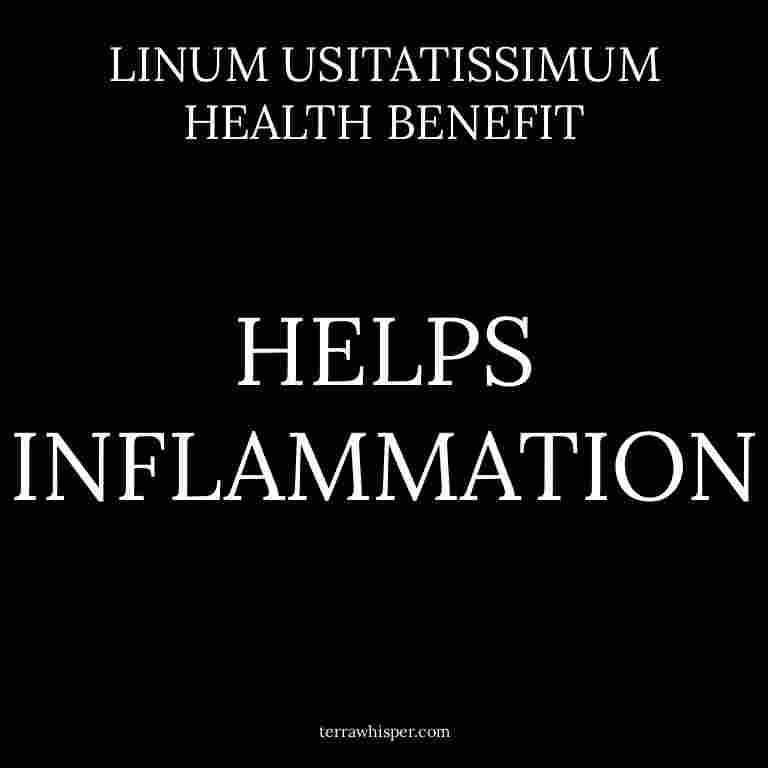 LINUM USITATISSIMUM
HEALTH BENEFIT
HELPS
INFLAMMATION
terrawhisper.com